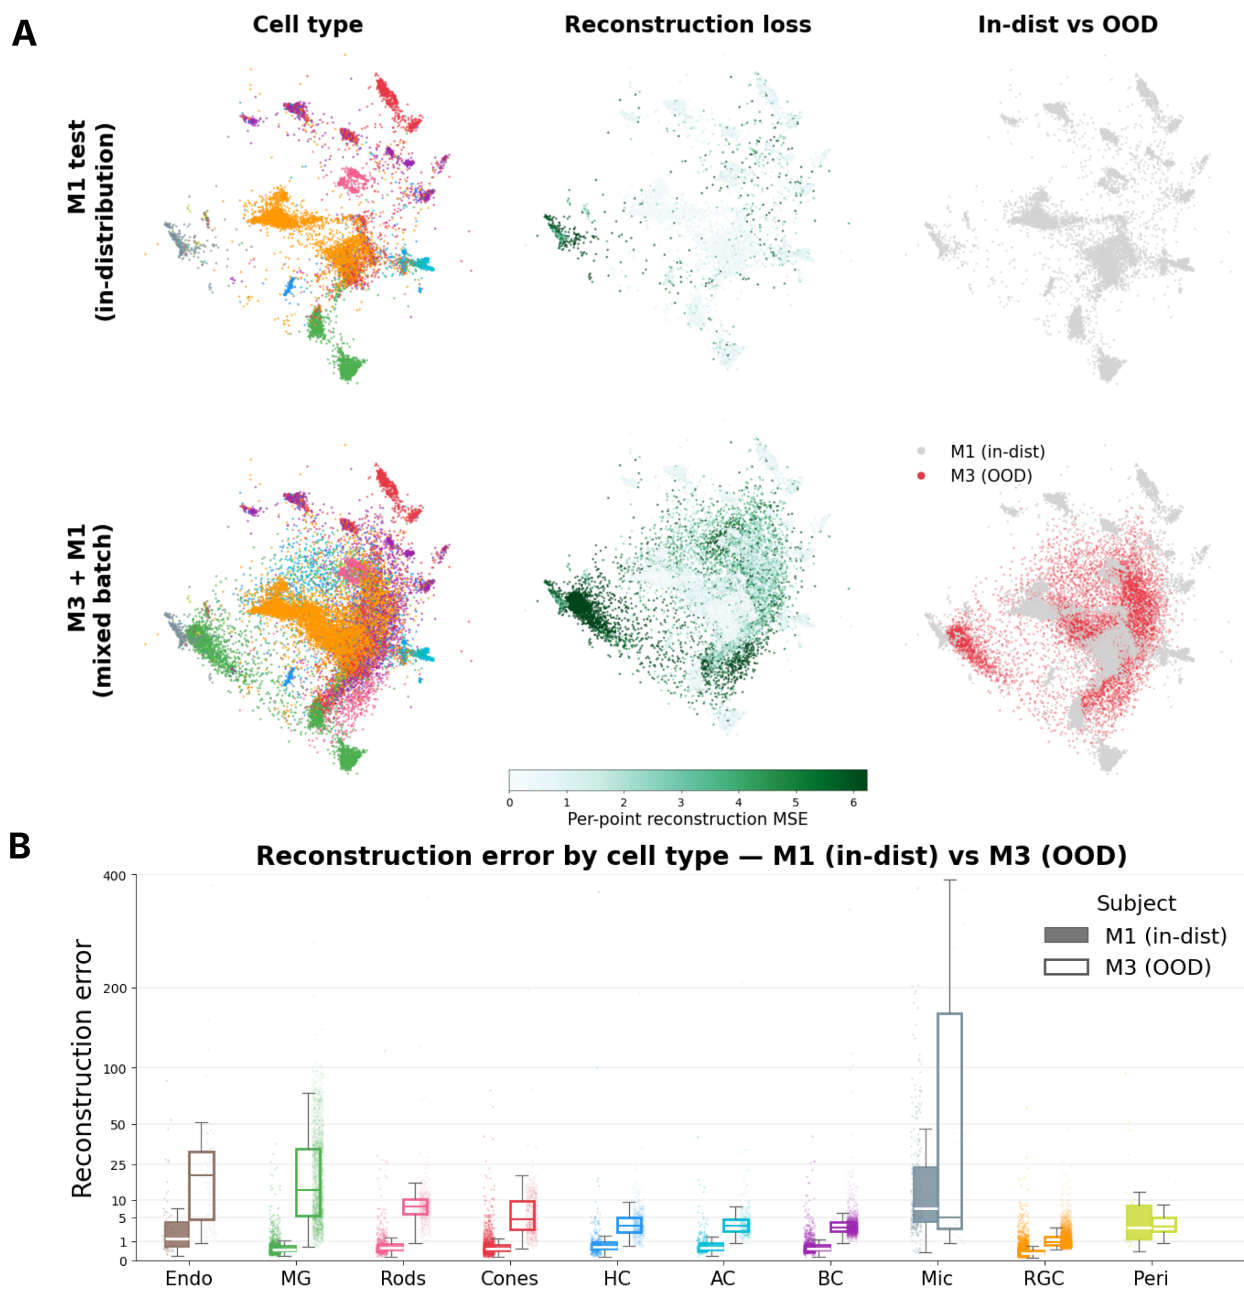 A
Cell type
Reconstruction loss
In-dist vs OOD
M1 test
(in-distribution)
M3 + M1
(mixed batch)
M1 (in-dist)
M3 (OOD)
0 1 2 3 4 5 6
Per-point reconstruction MSE
B
Reconstruction error by cell type — M1 (in-dist) vs M3 (OOD)
Reconstruction error
400
200
100
50
25
10
5
1
0
Subject
M1 (in-dist)
M3 (OOD)
Endo MG Rods Cones HC AC BC Mic RGC Peri